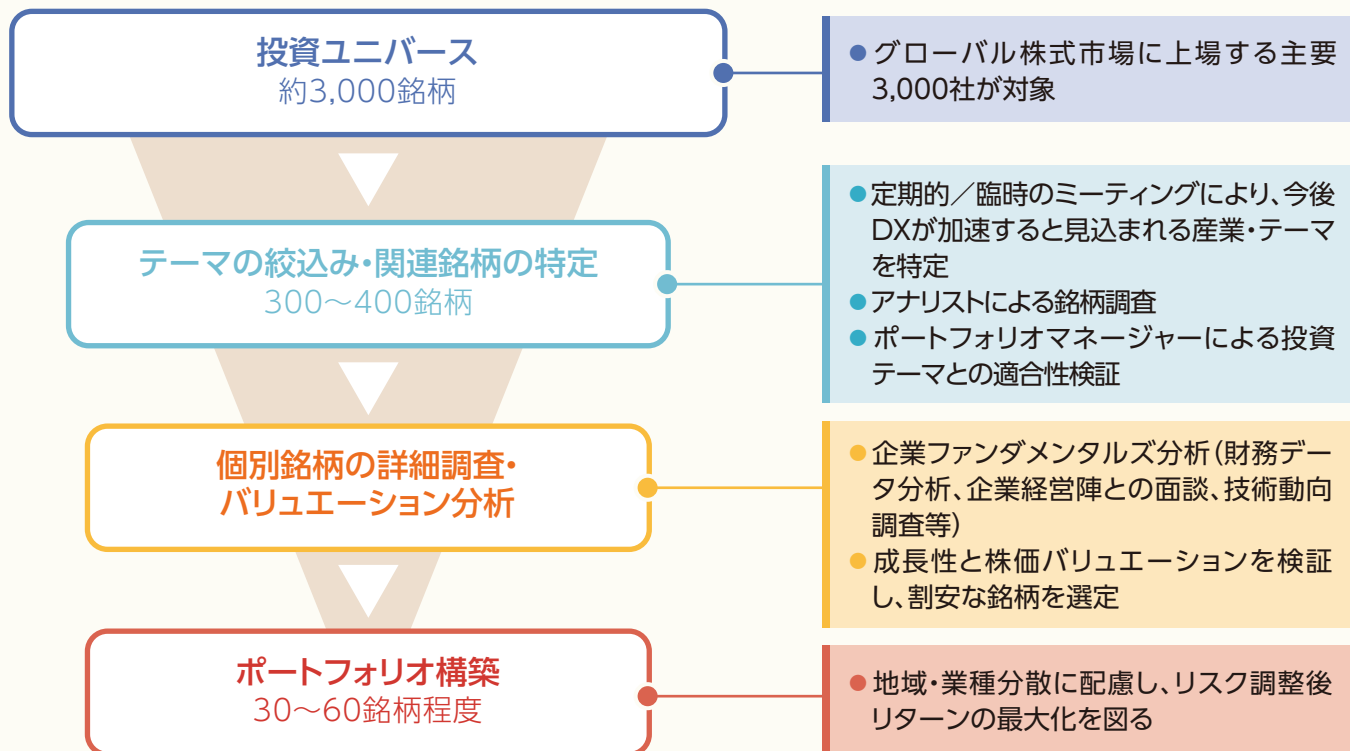 投資ユニバース
約3,000銘柄
● グローバル株式市場に上場する主要
3,000社が対象
テーマの絞込み・関連銘柄の特定
300〜400銘柄
● 定期的／臨時のミーティングにより、今後
DXが加速すると見込まれる産業・テーマ
を特定
● アナリストによる銘柄調査
● ポートフォリオマネージャーによる投資
テーマとの適合性検証
個別銘柄の詳細調査・
バリュエーション分析
● 企業ファンダメンタルズ分析（財務デー
タ分析、企業経営陣との面談、技術動向
調査等）
● 成長性と株価バリュエーションを検証
し、割安な銘柄を選定
ポートフォリオ構築
30〜60銘柄程度
● 地域・業種分散に配慮し、リスク調整後
リターンの最大化を図る